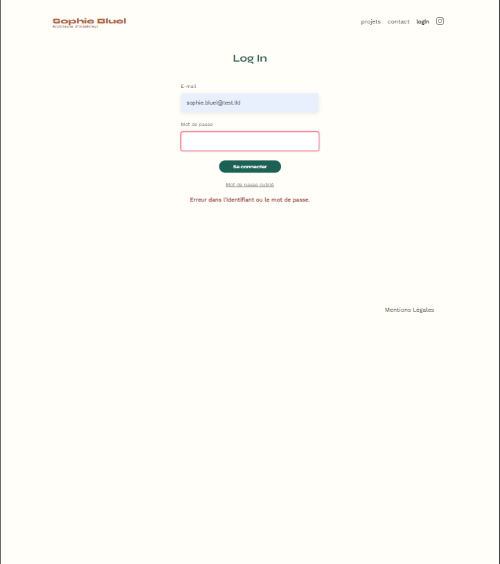 Sophie Bluel
Architecte d'intérieur
projets
contact
login
Log In
E-mail
sophie.bluel@test.tld
Mot de passe
Se connecter
Mot de passe oublié
Erreur dans l'identifiant ou le mot de passe.
Mentions Légales